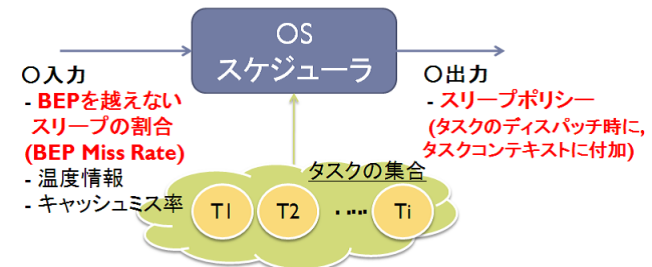 OS
スケジューラ
〇入力
- BEPを越えない
スリープの割合
(BEP Miss Rate)
- 温度情報
- キャッシュミス率
〇出力
- スリープポリシー
(タスクのディスパッチ時に,
タスクコンテキストに付加)
タスクの集合
T1 T2 ‥‥ Ti